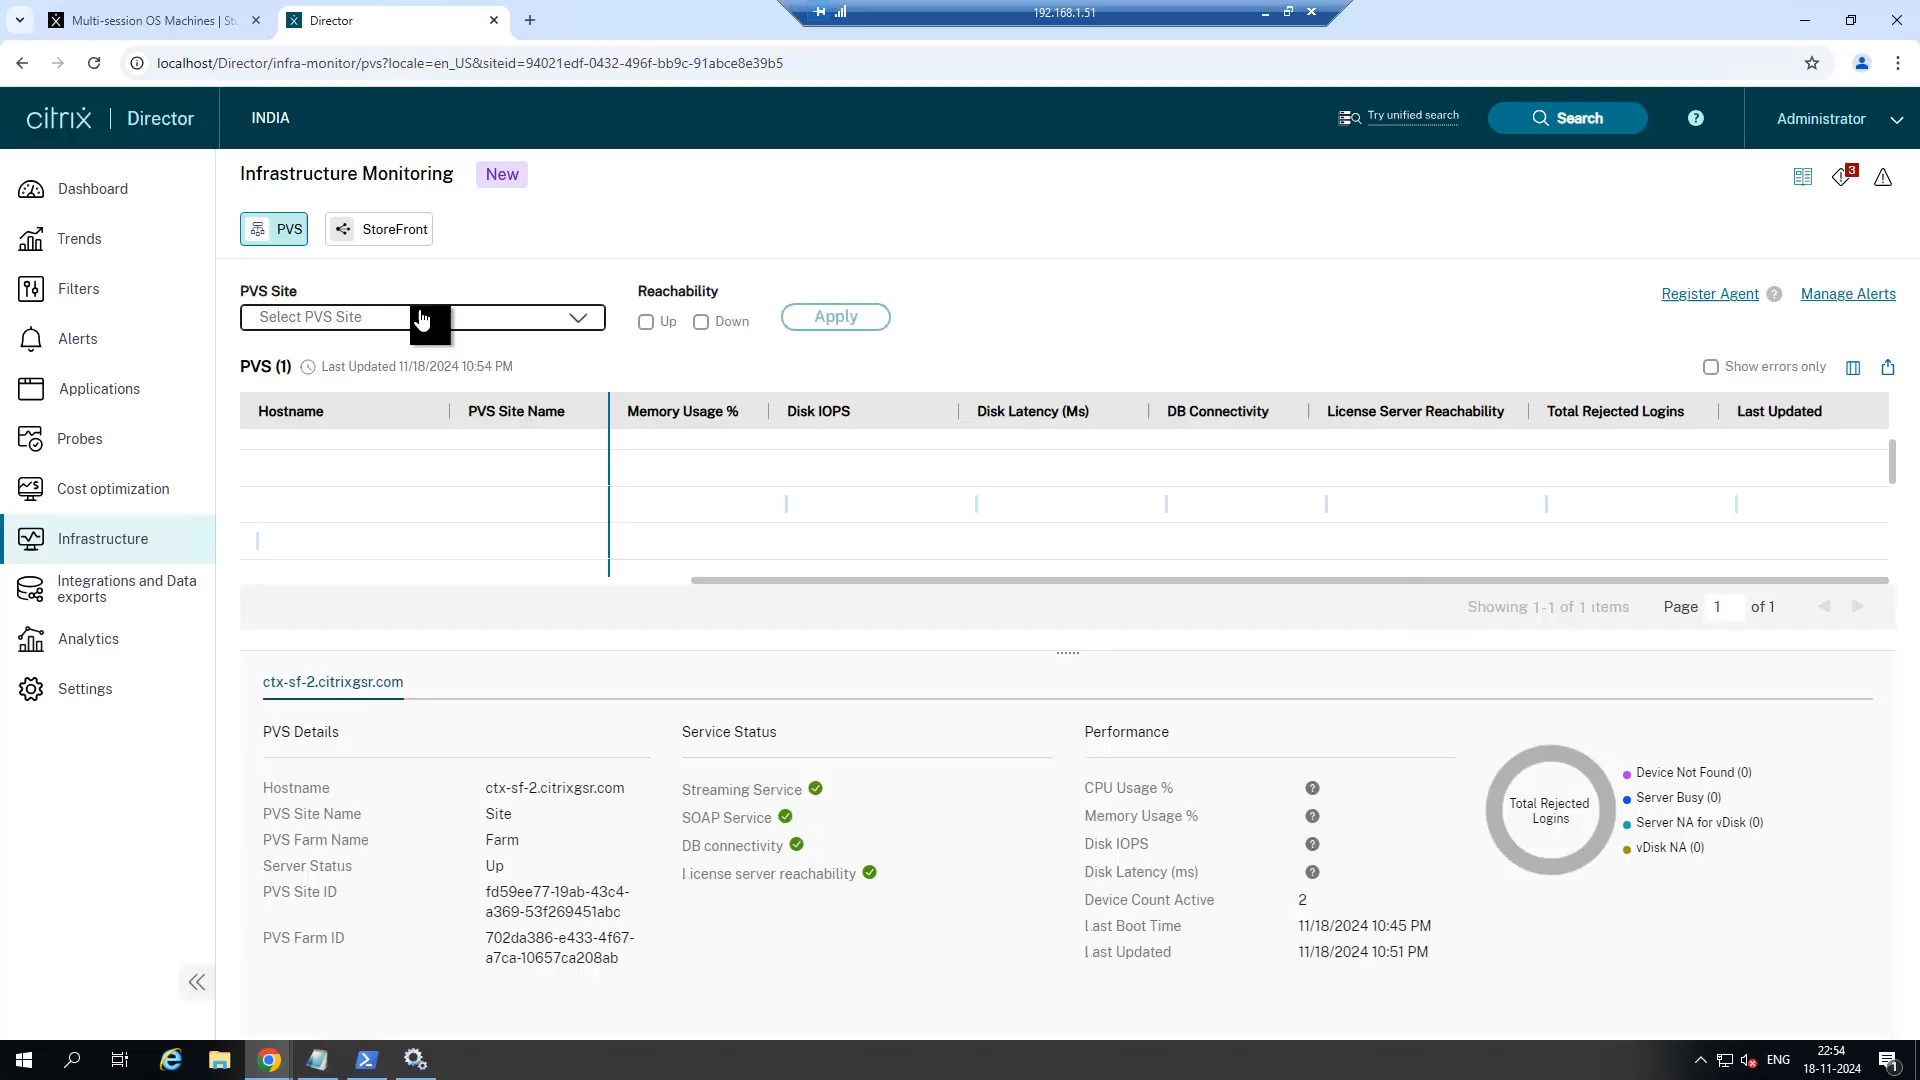 Multi-session OS Machines | St
Director
192.168.1.51
localhost/Director/infra-monitor/pvs?locale=en_US&siteid=94021edf-0432-496f-bb9c-91abce8e39b5
citrix | Director
INDIA
Try unified search
Search
Administrator
Dashboard
Trends
Filters
Alerts
Applications
Probes
Cost optimization
Infrastructure
Integrations and Data
exports
Analytics
Settings
Infrastructure Monitoring New
3
PVS
StoreFront
PVS Site
Select PVS Site
Reachability
Up
Down
Apply
Register Agent
Manage Alerts
PVS (1) Last Updated 11/18/2024 10:54 PM
Show errors only
Hostname PVS Site Name Memory Usage % Disk IOPS Disk Latency (Ms) DB Connectivity License Server Reachability Total Rejected Logins Last Updated
Showing 1-1 of 1 items Page 1 of 1
ctx-sf-2.citrixgsr.com
PVS Details
Hostname ctx-sf-2.citrixgsr.com
PVS Site Name Site
PVS Farm Name Farm
Server Status Up
PVS Site ID fd59ee77-19ab-43c4-
a369-53f269451abc
PVS Farm ID 702da386-e433-4f67-
a7ca-10657ca208ab
Service Status
Streaming Service
SOAP Service
DB connectivity
License server reachability
Performance
CPU Usage %
Memory Usage %
Disk IOPS
Disk Latency (ms)
Device Count Active 2
Last Boot Time 11/18/2024 10:45 PM
Last Updated 11/18/2024 10:51 PM
Total Rejected
Logins
Device Not Found (0)
Server Busy (0)
Server NA for vDisk (0)
vDisk NA (0)
ENG
22:54
18-11-2024
1